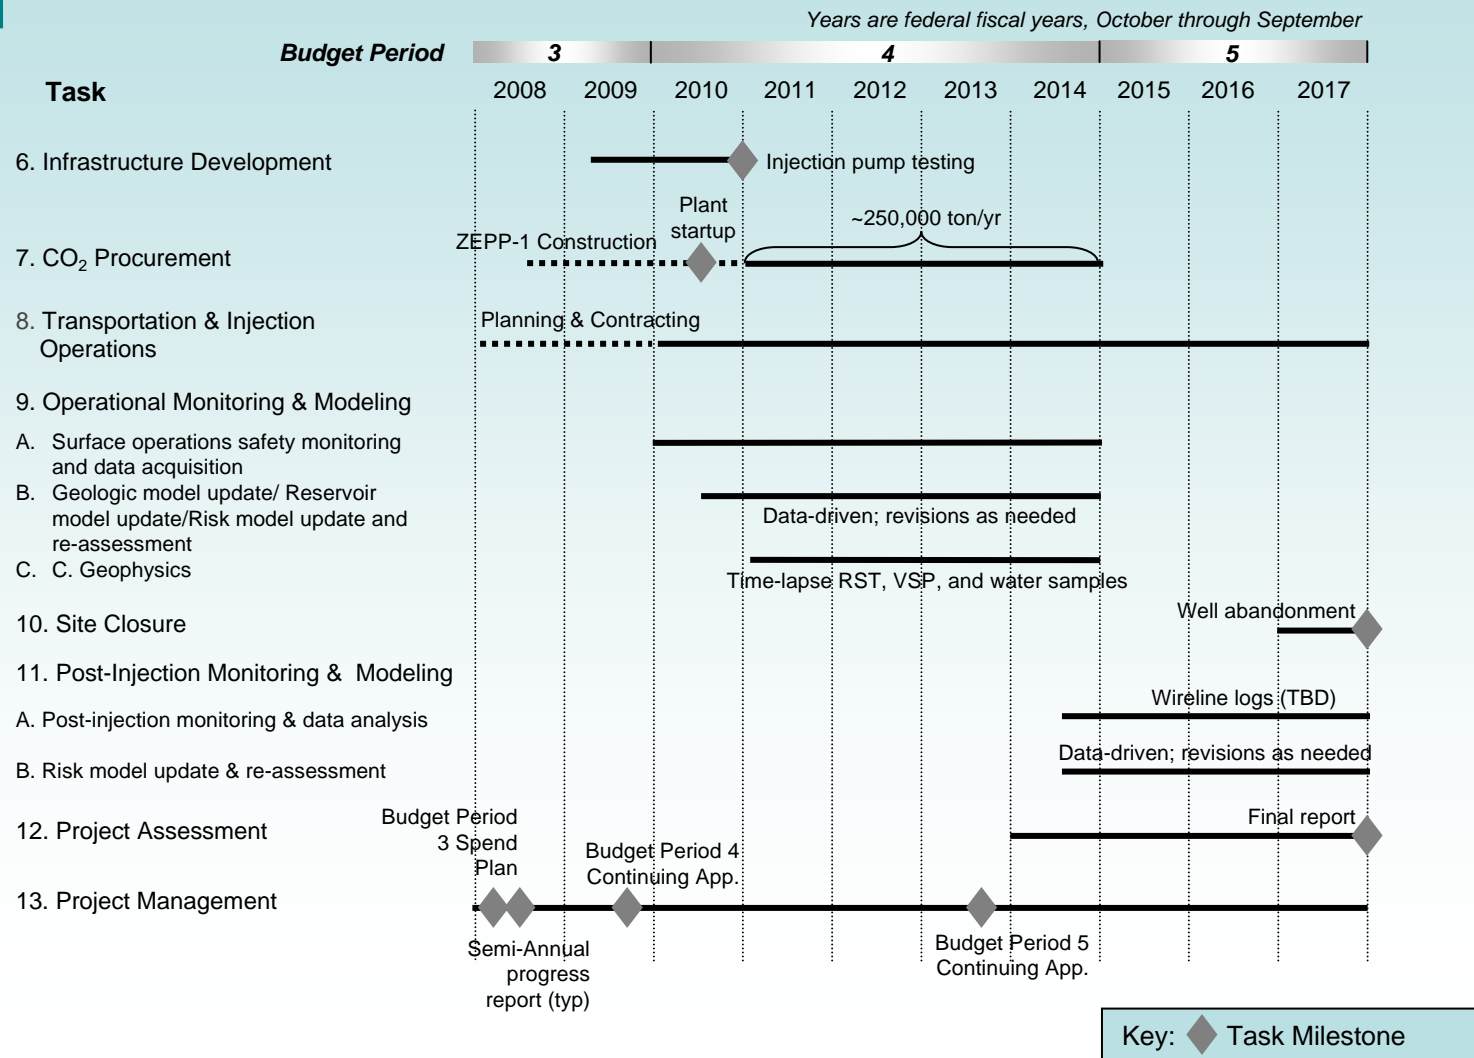 Years are federal fiscal years, October through September
Budget Period 3 4 5
Task 2008 2009 2010 2011 2012 2013 2014 2015 2016 2017
6. Infrastructure Development
Injection pump testing
Plant
startup
~250,000 ton/yr
ZEPP-1 Construction
7. CO2 Procurement
8. Transportation & Injection
Operations
Planning & Contracting
9. Operational Monitoring & Modeling
A. Surface operations safety monitoring
and data acquisition
B. Geologic model update/ Reservoir
model update/Risk model update and
re-assessment
Data-driven; revisions as needed
C. C. Geophysics
Time-lapse RST, VSP, and water samples
10. Site Closure
Well abandonment
11. Post-Injection Monitoring & Modeling
Wireline logs (TBD)
A. Post-injection monitoring & data analysis
Data-driven; revisions as needed
B. Risk model update & re-assessment
12. Project Assessment
Final report
Budget Period
3 Spend
Plan
Budget Period 4
Continuing App.
13. Project Management
Semi-Annual
progress
report (typ)
Budget Period 5
Continuing App.
Key: Task Milestone